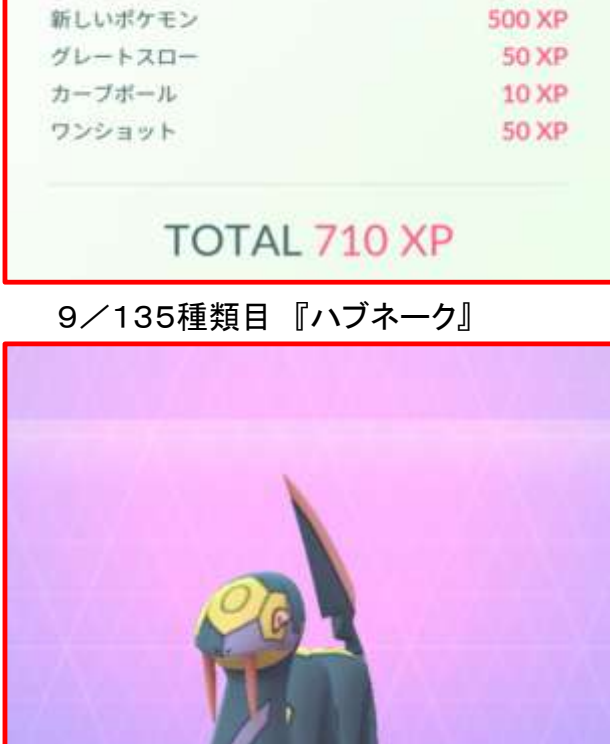 新しいポケモン 500 XP
グレートスロー 50 XP
カーブボール 10 XP
ワンショット 50 XP
TOTAL 710 XP
9／135種類目 『ハブネーク』